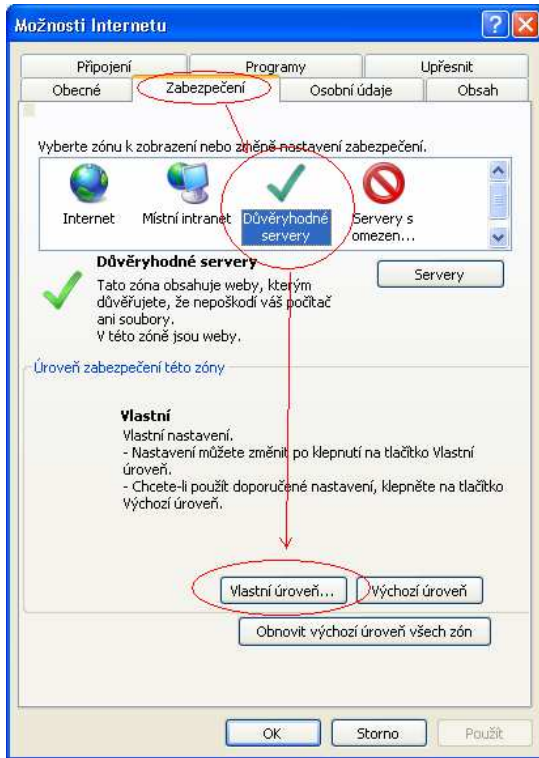 Možnosti Internetu
Připojení Programy Upřesnit
Obecné Zabezpečení Osobní údaje Obsah
Vyberte zónu k zobrazení nebo změně nastavení zabezpečení.
Internet Místní intranet Důvěryhodné Servery s
servery omezen...
Důvěryhodné servery
Servery
Tato zóna obsahuje weby, kterým
důvěřujete, že nepoškodí váš počítač
ani soubory.
V této zóně jsou weby.
Úroveň zabezpečení této zóny
Vlastní
Vlastní nastavení.
- Nastavení můžete změnit po klepnutí na tlačítko Vlastní
úroveň.
- Chcete-li použít doporučené nastavení, klepněte na tlačítko
Výchozí úroveň.
Vlastní úroveň... Výchozí úroveň
Obnovit výchozí úroveň všech zón
OK Storno Použít